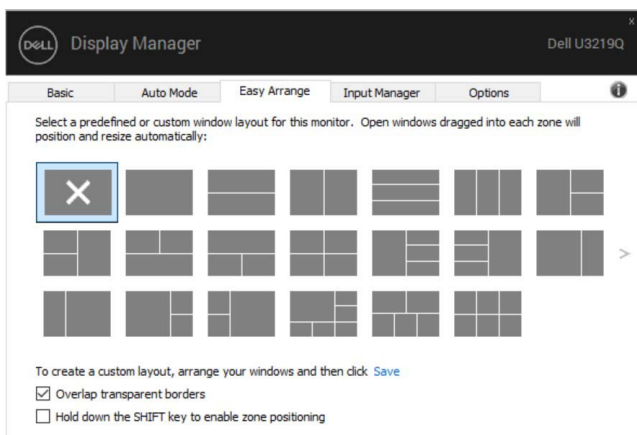 x
DELL Display Manager Dell U3219Q
Basic Auto Mode Easy Arrange Input Manager Options i
Select a predefined or custom window layout for this monitor. Open windows dragged into each zone will
position and resize automatically:
>
To create a custom layout, arrange your windows and then click Save
Overlap transparent borders
Hold down the SHIFT key to enable zone positioning